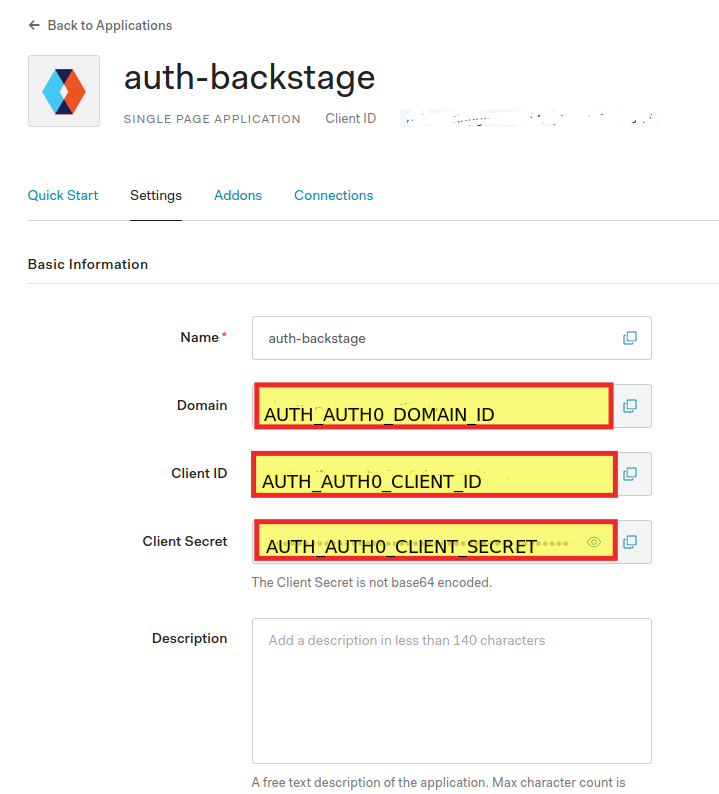 Back to Applications
auth-backstage
SINGLE PAGE APPLICATION Client ID
Quick Start Settings Addons Connections
Basic Information
Name *
auth-backstage
Domain
AUTH_AUTH0_DOMAIN_ID
Client ID
AUTH_AUTH0_CLIENT_ID
Client Secret
AUTH_AUTH0_CLIENT_SECRET
The Client Secret is not base64 encoded.
Description
Add a description in less than 140 characters
A free text description of the application. Max character count is